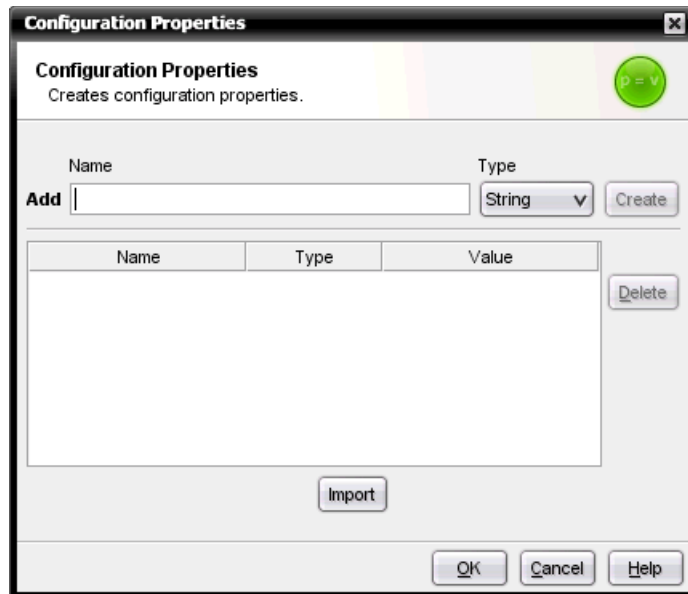 Configuration Properties
Configuration Properties
Creates configuration properties.
p = v
Name Type
Add String Create
Name Type Value
Delete
Import
OK Cancel Help